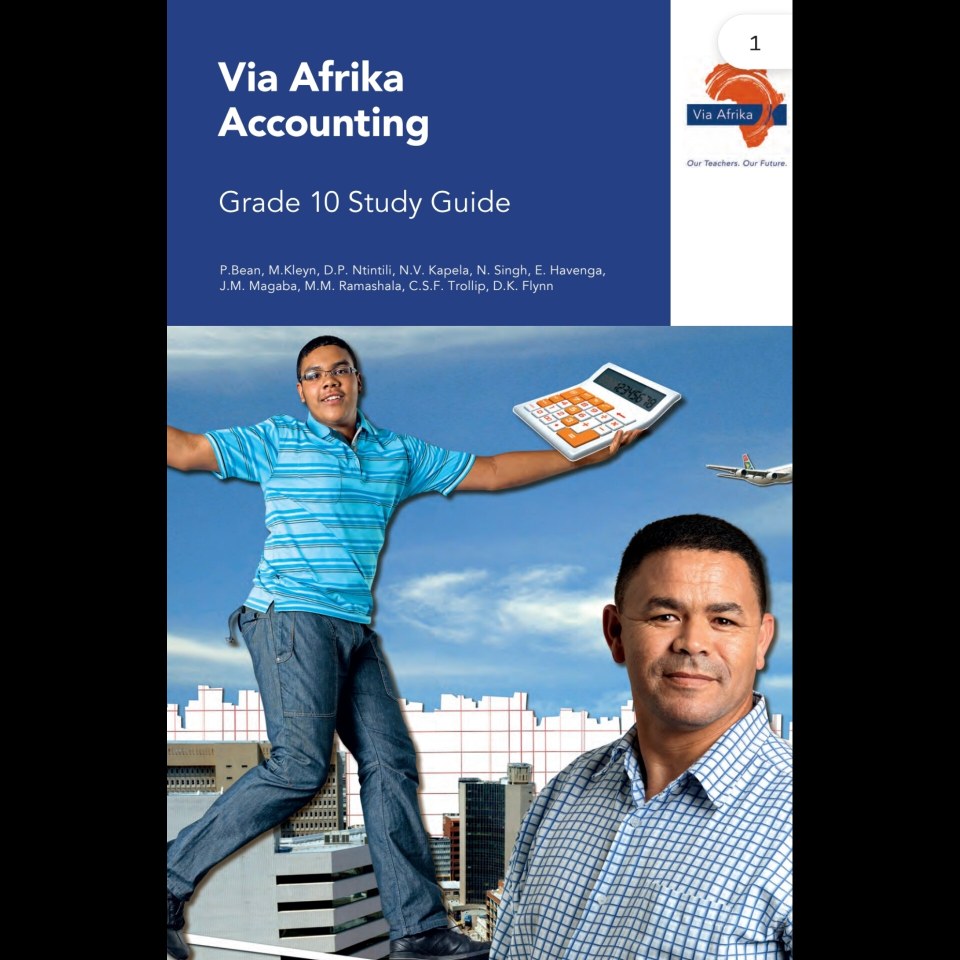 Via Afrika
Accounting
Grade 10 Study Guide
P.Bean, M.Kleyn, D.P. Ntintili, N.V. Kapela, N. Singh, E. Havenga,
J.M. Magaba, M.M. Ramashala, C.S.F. Trollip, D.K. Flynn
1
Via Afrika
Our Teachers. Our Future.